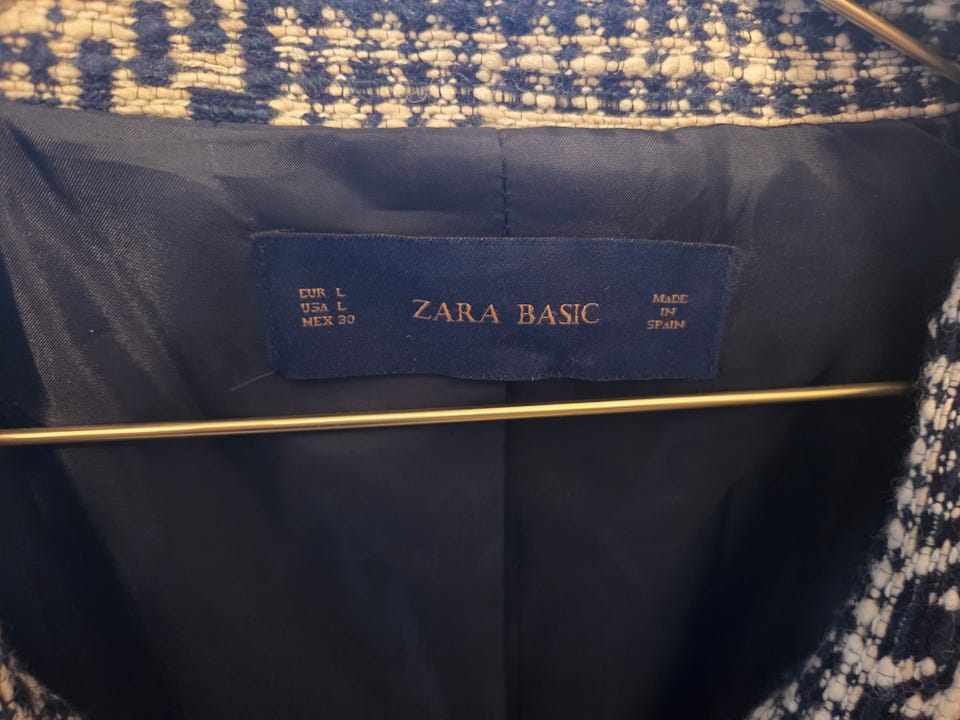 EUR L
USA L
MEX 30
ZARA BASIC
MADE
IN
SPAIN